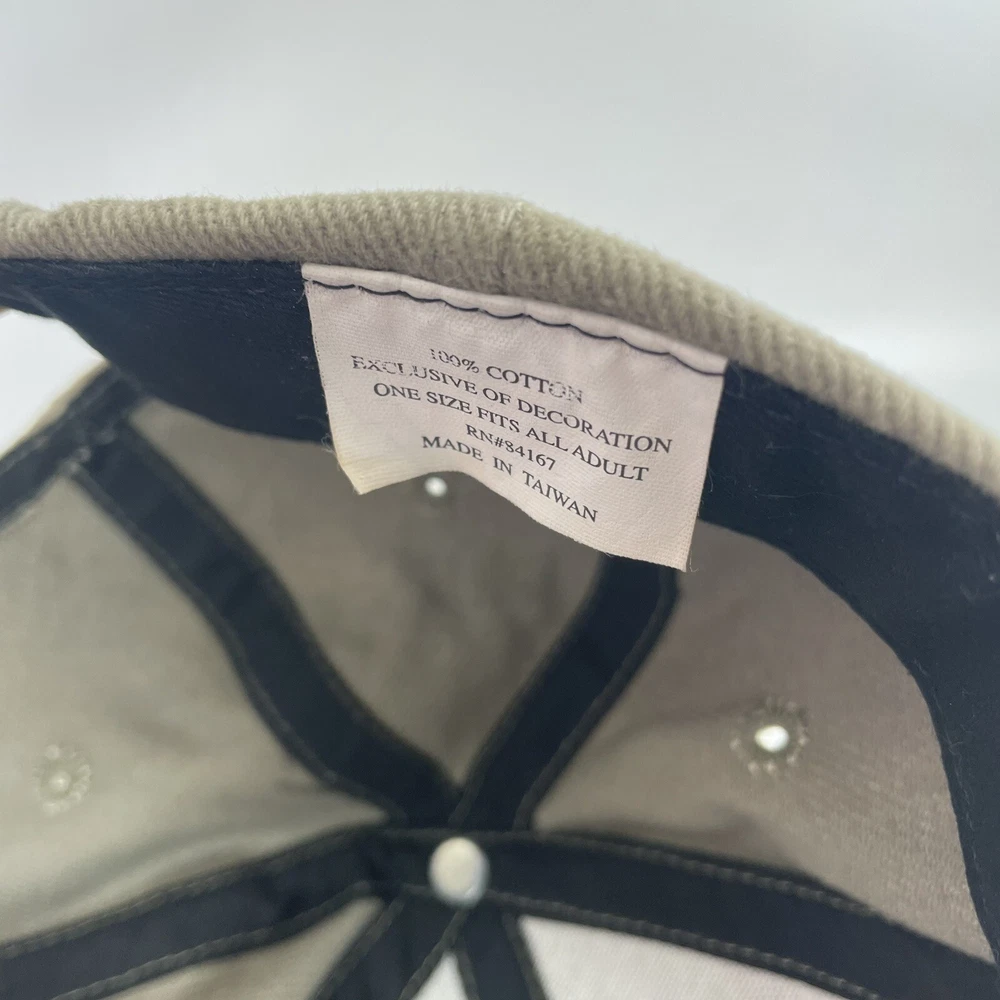 100% COTTON
EXCLUSIVE OF DECORATION
ONE SIZE FITS ALL ADULT
RN#84167
MADE IN TAIWAN